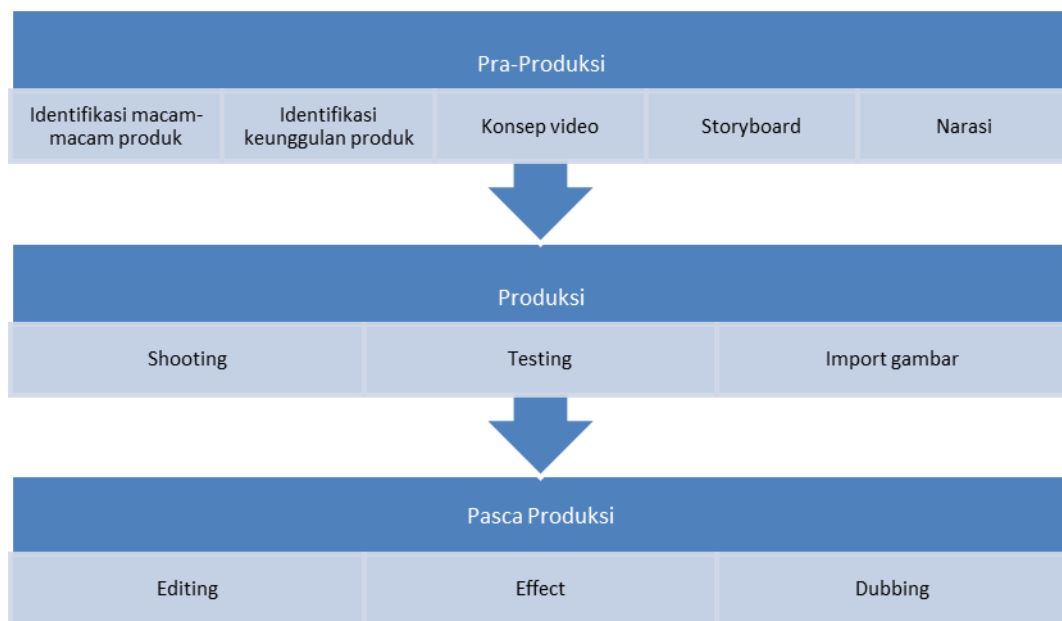 Pra-Produksi
Identifikasi macam-
macam produk
Identifikasi
keunggulan produk
Konsep video
Storyboard
Narasi
Produksi
Shooting
Testing
Import gambar
Pasca Produksi
Editing
Effect
Dubbing